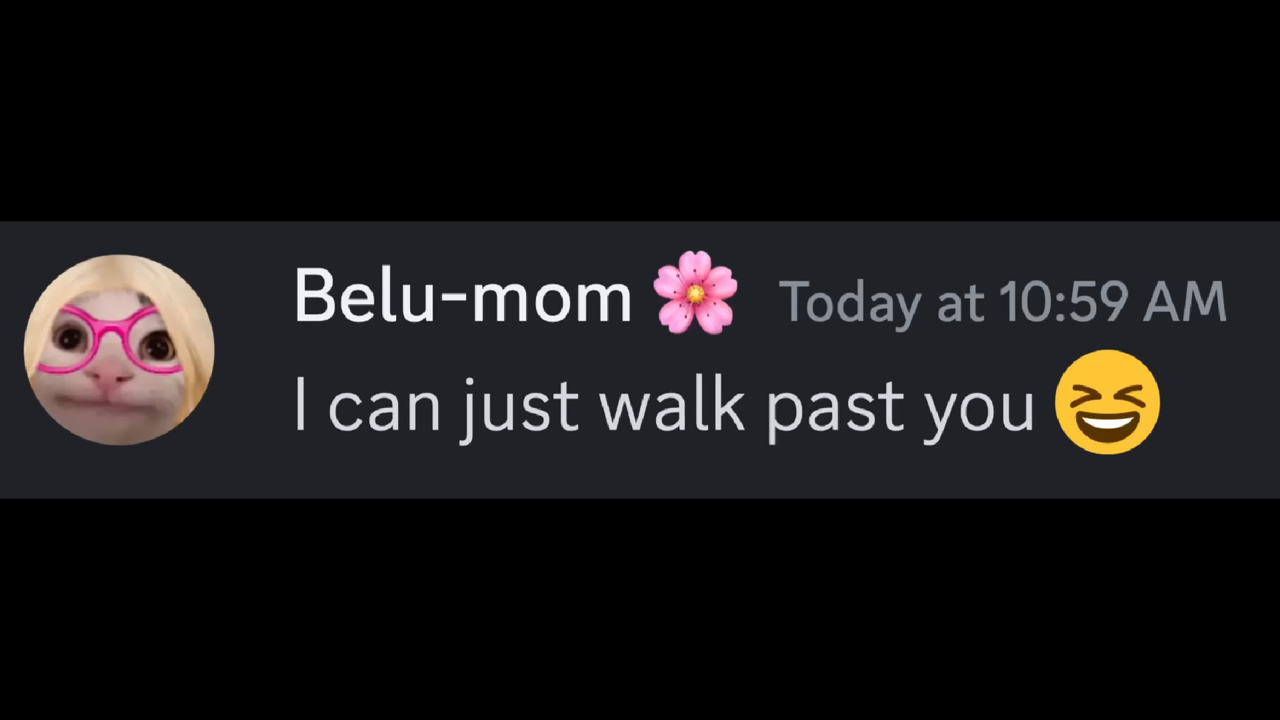 Belu-mom 🌸 Today at 10:59 AM
I can just walk past you 😆